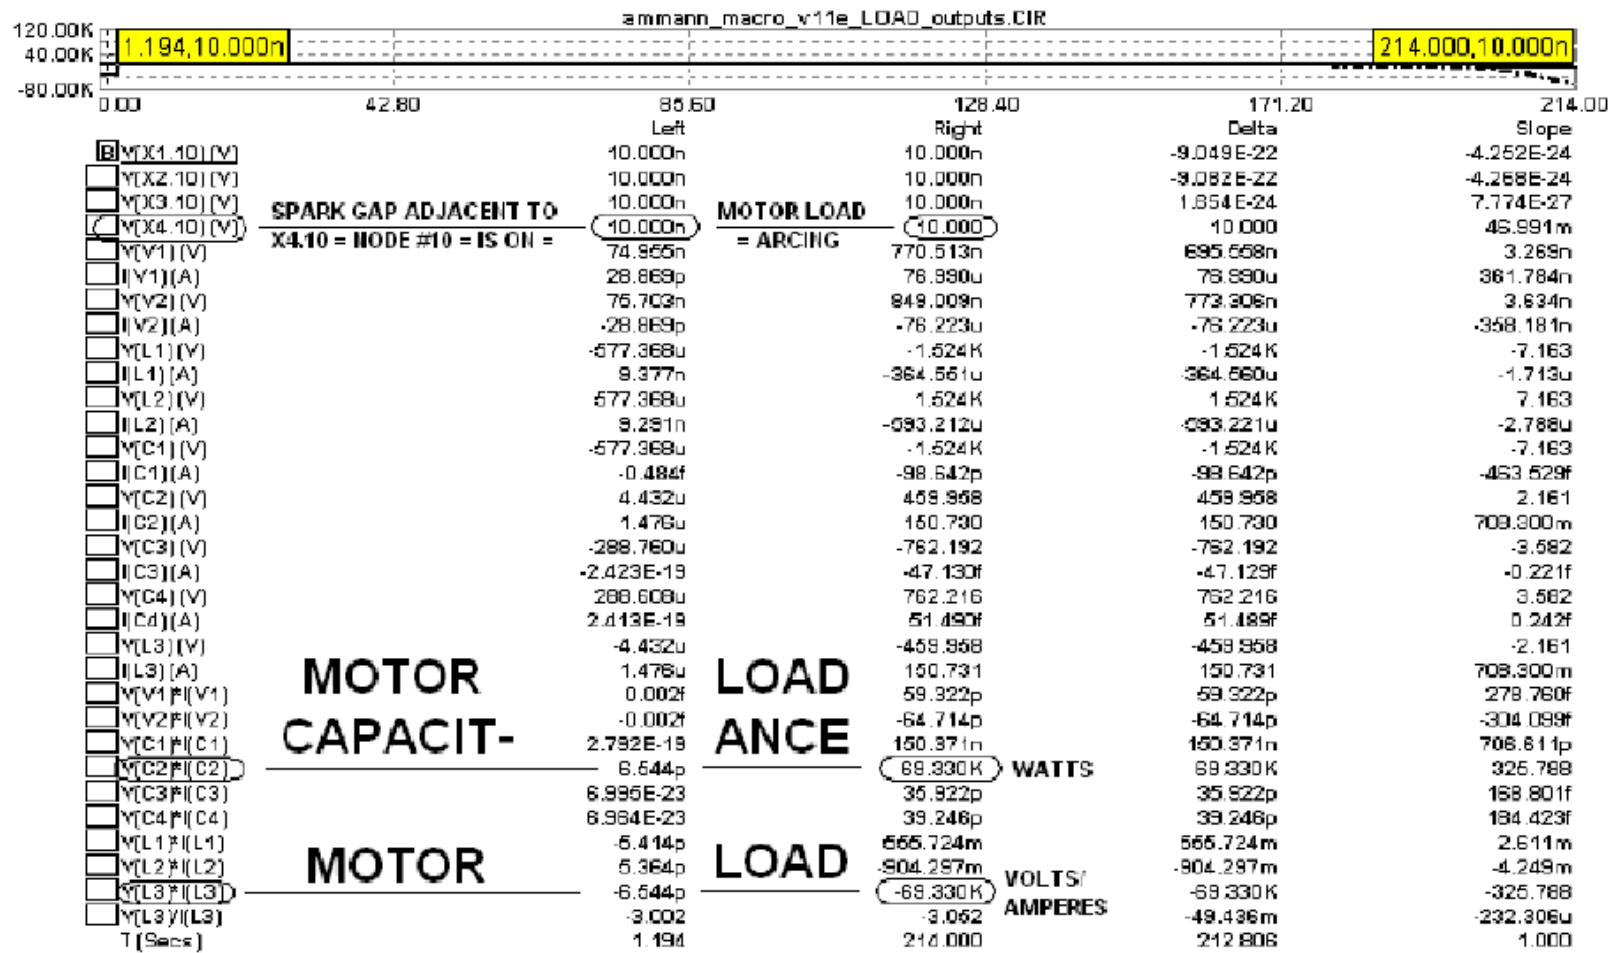 ammann_macro_v11e_LOAD_outputs.CIR
120.00K
40.00K
-80.00K
1.194,10.000n 214.000,10.000n
0.00 42.80 85.60 128.40 171.20 214.00
Left Right Delta Slope
B V(X1.10) (V) 10.000n 10.000n -9.049E-22 -4.252E-24
V(X2.10) (V) 10.000n 10.000n -9.082E-22 -4.268E-24
V(X3.10) (V) 10.000n 10.000n 1.654E-24 7.774E-27
SPARK GAP ADJACENT TO MOTOR LOAD
V(X4.10) (V) 10.000n 10.000 10.000 46.991m
X4.10 = NODE #10 = IS ON = = ARCING
V(V1) (V) 74.955n 770.513n 695.558n 3.269n
I(V1) (A) 28.869p 76.990u 76.990u 361.784n
V(V2) (V) 75.703n 849.009n 773.306n 3.634n
I(V2) (A) -28.869p -76.223u -76.223u -358.181n
V(L1) (V) -577.368u -1.524K -1.524K -7.163
I(L1) (A) 9.377n -364.551u -364.560u -1.713u
V(L2) (V) 577.368u 1.524K 1.524K 7.163
I(L2) (A) 9.291n -593.212u -593.221u -2.788u
V(C1) (V) -577.368u -1.524K -1.524K -7.163
I(C1) (A) -0.484f -98.642p -98.642p -463.529f
V(C2) (V) 4.432u 459.958 459.958 2.161
I(C2) (A) 1.476u 150.730 150.730 708.300m
V(C3) (V) -288.760u -762.192 -762.192 -3.582
I(C3) (A) -2.423E-19 -47.130f -47.129f -0.221f
V(C4) (V) 288.608u 762.216 762.216 3.582
I(C4) (A) 2.413E-19 51.490f 51.489f 0.242f
V(L3) (V) -4.432u -459.958 -459.958 -2.161
I(L3) (A) 1.476u 150.731 150.731 708.300m
MOTOR LOAD
V(V1)*I(V1) 0.002f 59.322p 59.322p 278.760f
V(V2)*I(V2) -0.002f -64.714p -64.714p -304.099f
CAPACIT- ANCE
V(C1)*I(C1) 2.792E-19 150.371n 150.371n 706.611p
V(C2)*I(C2) 6.544p 69.330K WATTS 69.330K 325.788
V(C3)*I(C3) 6.995E-23 35.922p 35.922p 168.801f
V(C4)*I(C4) 6.964E-23 39.246p 39.246p 184.423f
V(L1)*I(L1) -5.414p 555.724m 555.724m 2.611m
MOTOR LOAD
V(L2)*I(L2) 5.364p -904.297m -904.297m -4.249m
V(L3)*I(L3) -6.544p -69.330K VOLTS/ -69.330K -325.788
AMPERES
V(L3)/I(L3) -3.002 -3.052 -49.436m -232.306u
T (Secs) 1.194 214.000 212.806 1.000